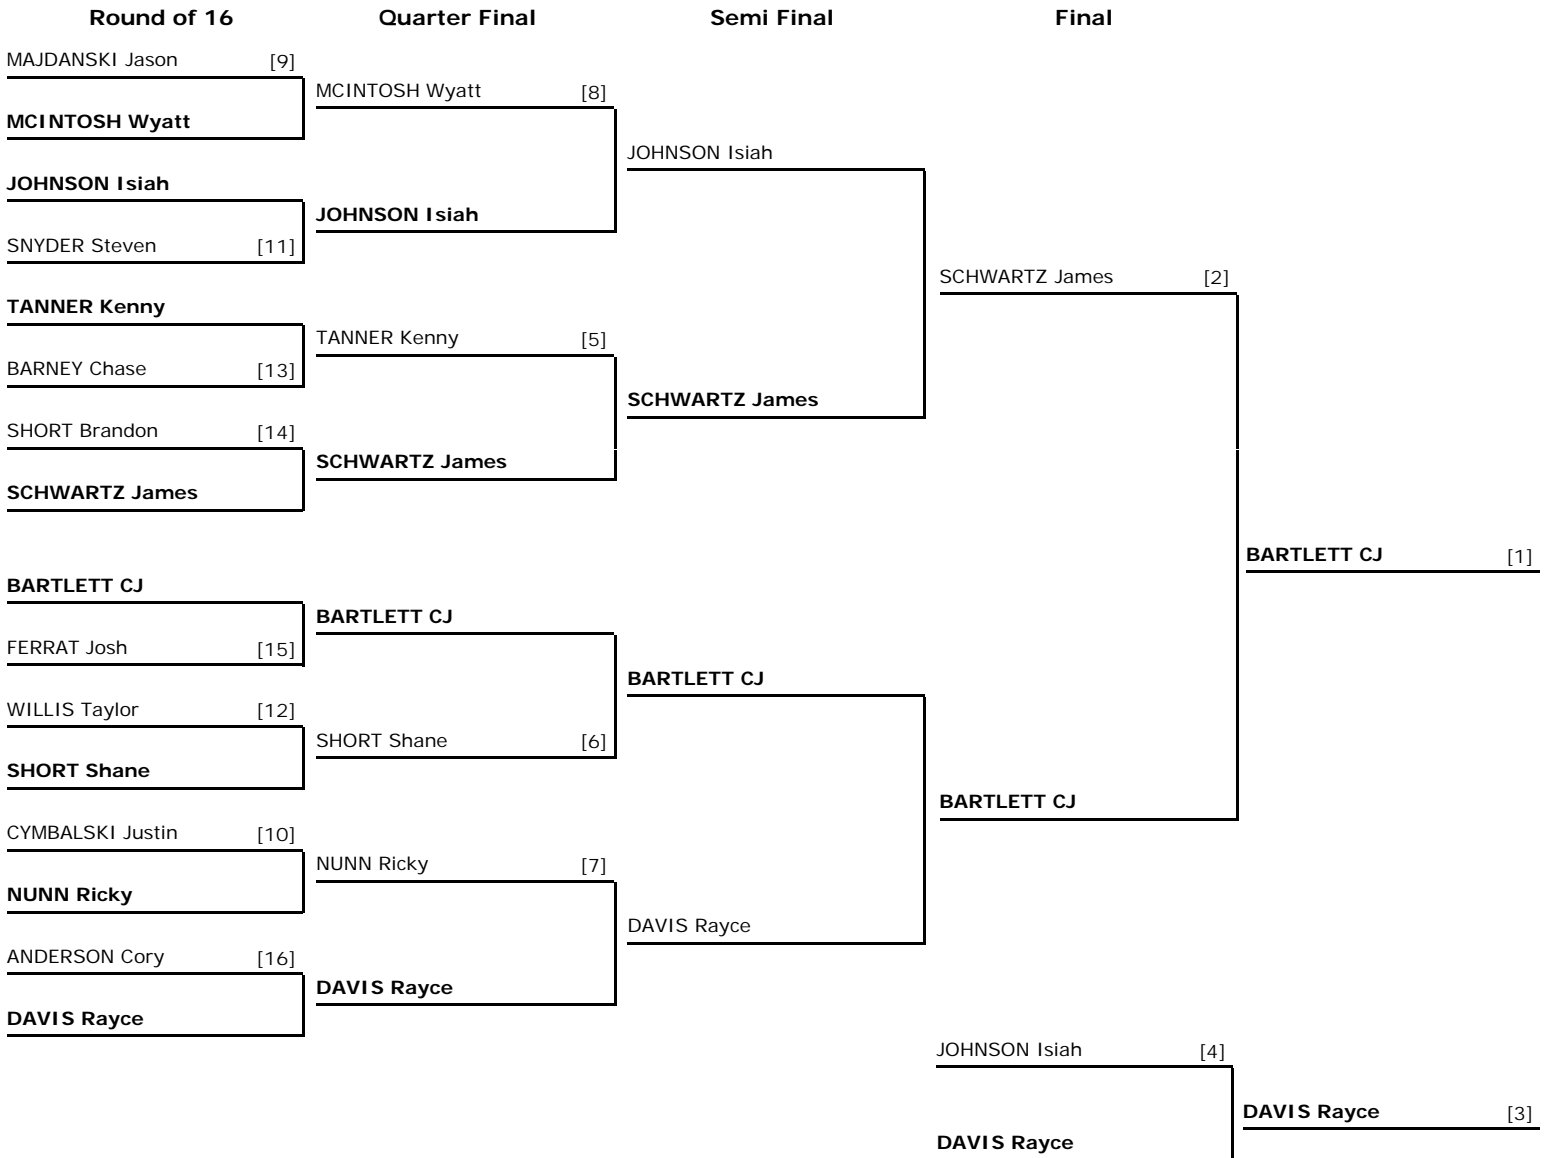 Round of 16 Quarter Final Semi Final Final
MAJDANSKI Jason [9]
MCINTOSH Wyatt
JOHNSON Isiah
SNYDER Steven [11]
TANNER Kenny
BARNEY Chase [13]
SHORT Brandon [14]
SCHWARTZ James
BARTLETT CJ
FERRAT Josh [15]
WILLIS Taylor [12]
SHORT Shane
CYMBALSKI Justin [10]
NUNN Ricky
ANDERSON Cory [16]
DAVIS Rayce
MCINTOSH Wyatt [8]
JOHNSON Isiah
TANNER Kenny [5]
SCHWARTZ James
BARTLETT CJ
SHORT Shane [6]
NUNN Ricky [7]
DAVIS Rayce
JOHNSON Isiah
SCHWARTZ James
BARTLETT CJ
DAVIS Rayce
SCHWARTZ James [2]
BARTLETT CJ
BARTLETT CJ [1]
JOHNSON Isiah [4]
DAVIS Rayce
DAVIS Rayce [3]